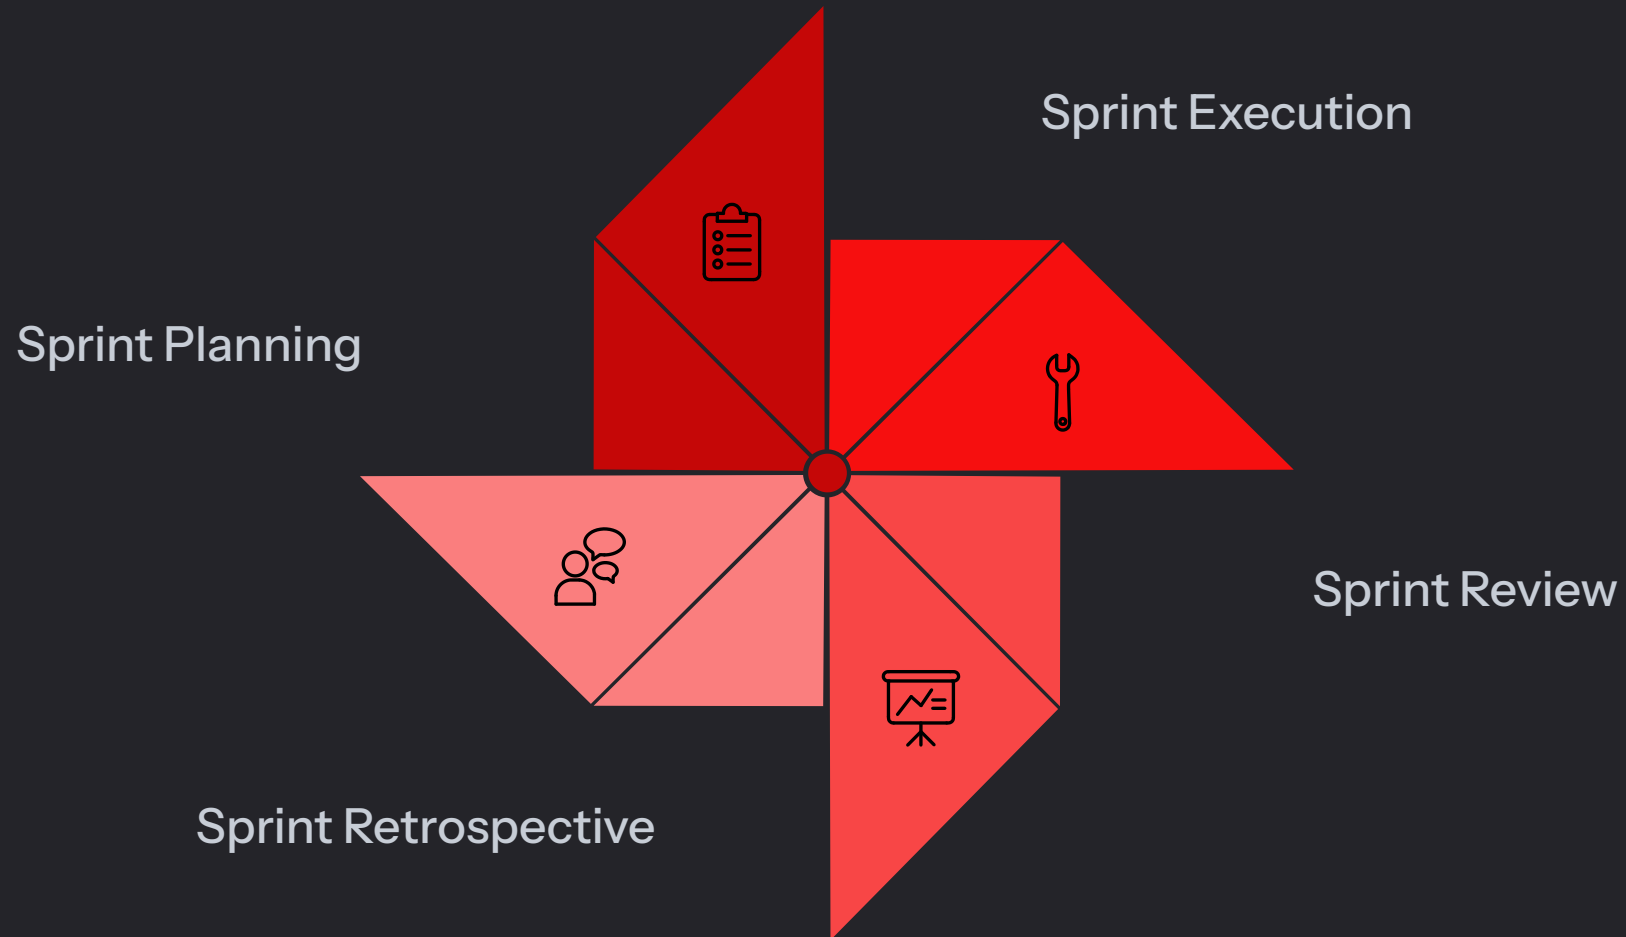 Sprint Execution
Sprint Planning
Sprint Review
Sprint Retrospective